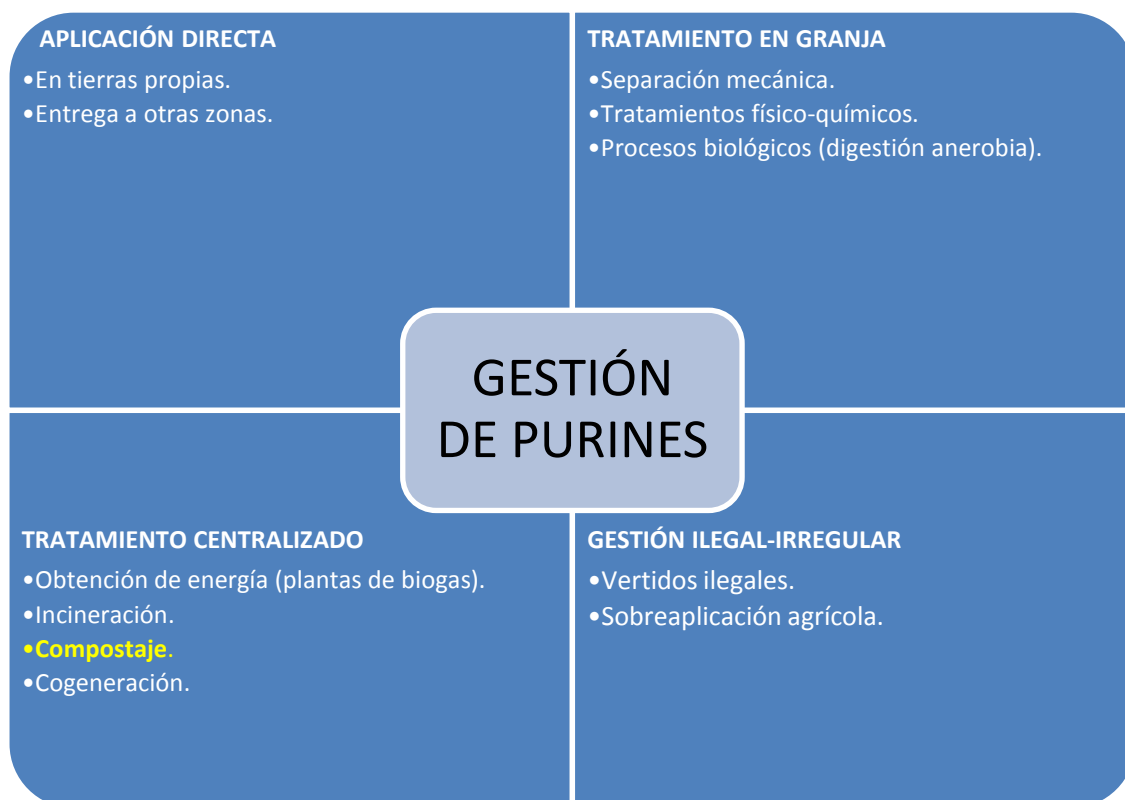 APLICACIÓN DIRECTA
•En tierras propias.
•Entrega a otras zonas.
TRATAMIENTO EN GRANJA
•Separación mecánica.
•Tratamientos físico-químicos.
•Procesos biológicos (digestión anerobia).
GESTIÓN
DE PURINES
TRATAMIENTO CENTRALIZADO
•Obtención de energía (plantas de biogas).
•Incineración.
•Compostaje.
•Cogeneración.
GESTIÓN ILEGAL-IRREGULAR
•Vertidos ilegales.
•Sobreaplicación agrícola.